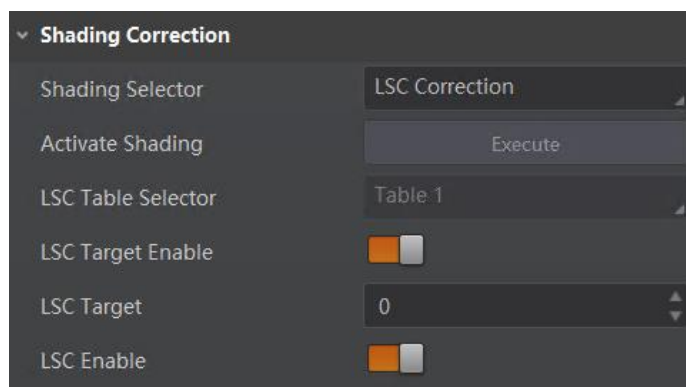 Shading Correction
Shading Selector LSC Correction
Activate Shading Execute
LSC Table Selector Table 1
LSC Target Enable
LSC Target 0
LSC Enable